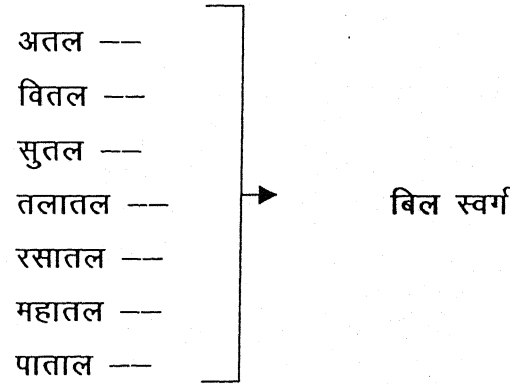 अतल ——
वितल ——
सुतल ——
तलातल ——
बिल स्वर्ग
रसातल ——
महातल ——
पाताल ——